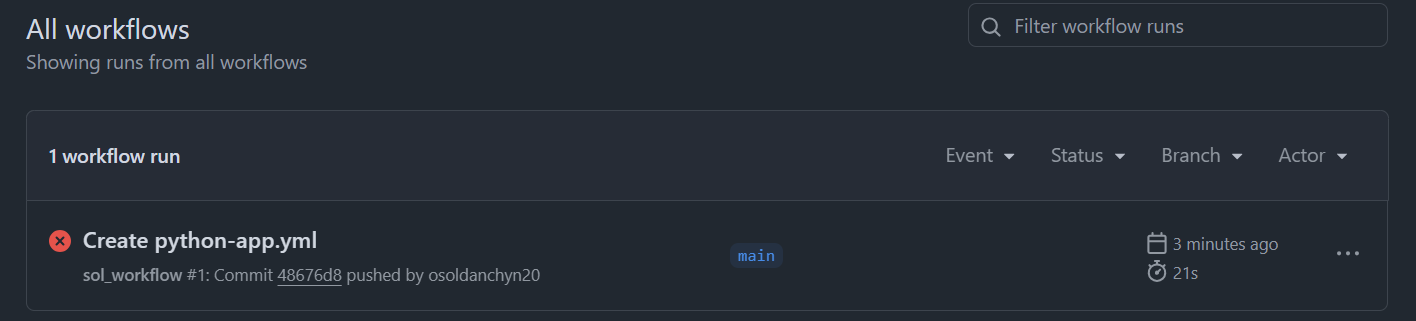 All workflows
Filter workflow runs
Showing runs from all workflows
1 workflow run
Event Status Branch Actor
Create python-app.yml
main
3 minutes ago
sol_workflow #1: Commit 48676d8 pushed by osoldanchyn20
21s